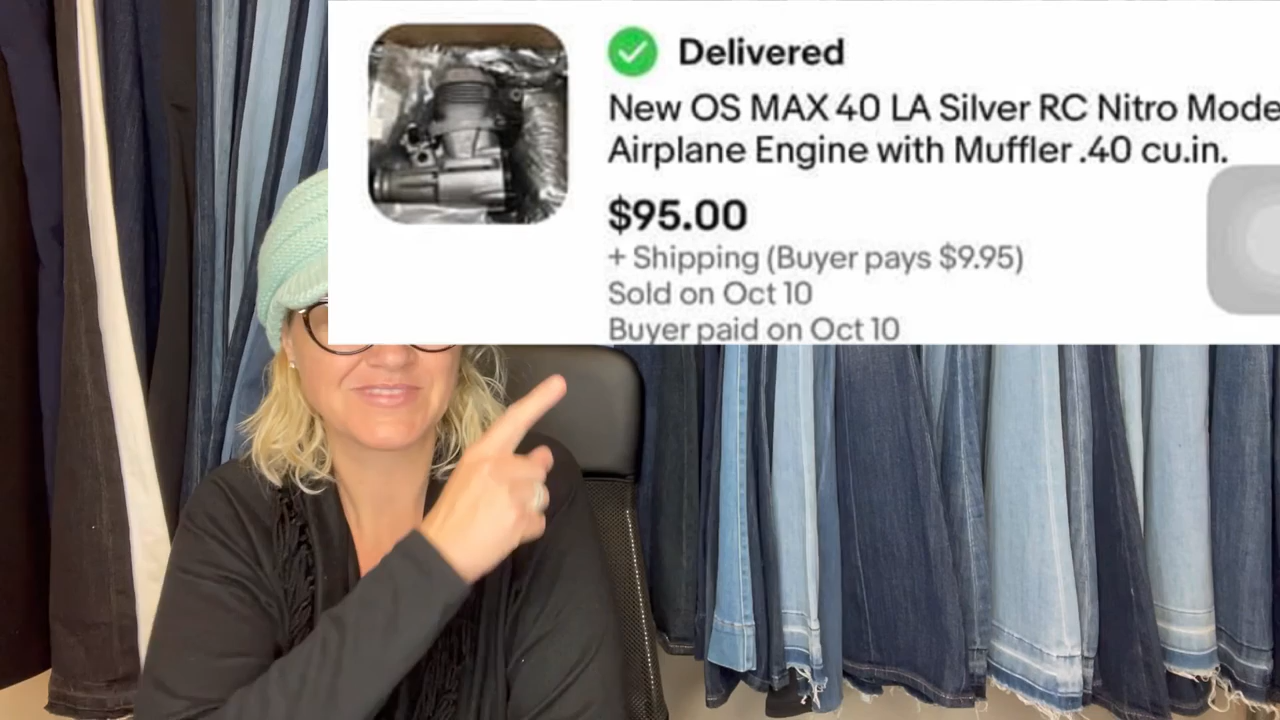 Delivered
New OS MAX 40 LA Silver RC Nitro Mode
Airplane Engine with Muffler .40 cu.in.
$95.00
+ Shipping (Buyer pays $9.95)
Sold on Oct 10
Buyer paid on Oct 10